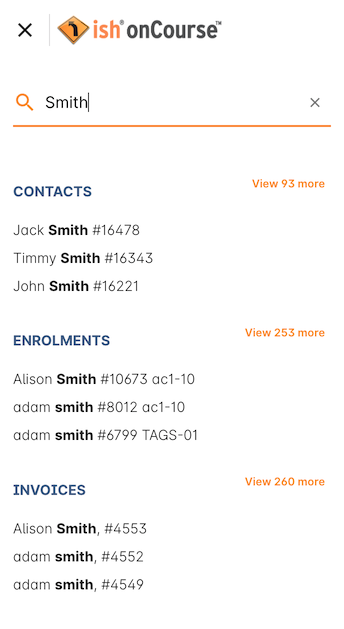 ish® onCourse™
Smith
CONTACTS
View 93 more
Jack Smith #16478
Timmy Smith #16343
John Smith #16221
ENROLMENTS
View 253 more
Alison Smith #10673 ac1-10
adam smith #8012 ac1-10
adam smith #6799 TAGS-01
INVOICES
View 260 more
Alison Smith, #4553
adam smith, #4552
adam smith, #4549